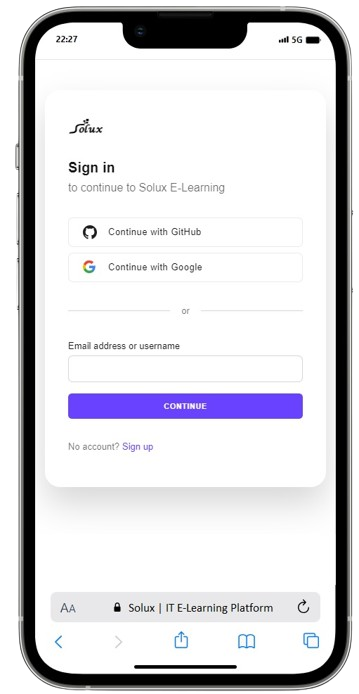 22:27
5G
Solux
Sign in
to continue to Solux E-Learning
Continue with GitHub
Continue with Google
or
Email address or username
CONTINUE
No account? Sign up
AA Solux | IT E-Learning Platform